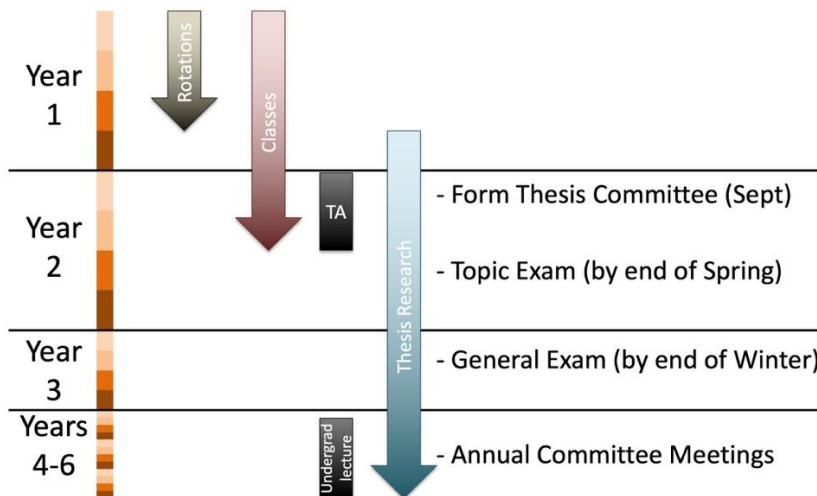 Year
1
Rotations
Classes
Year
2
TA
- Form Thesis Committee (Sept)
- Topic Exam (by end of Spring)
Thesis Research
Year
3
- General Exam (by end of Winter)
Years
4-6
Undergrad
lecture
- Annual Committee Meetings